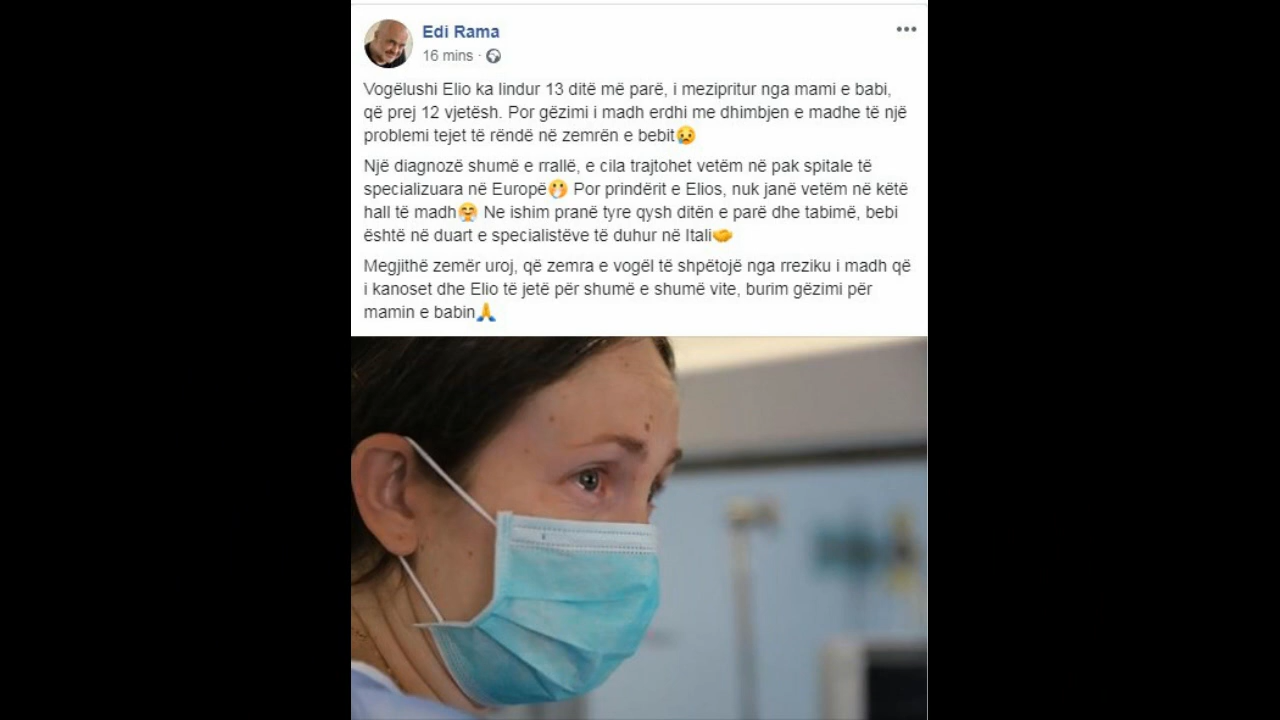 Edi Rama
16 mins ·
Vogëlushi Elio ka lindur 13 ditë më parë, i mezipritur nga mami e babi,
që prej 12 vjetësh. Por gëzimi i madh erdhi me dhimbjen e madhe të një
problemi tejet të rëndë në zemrën e bebit😢
Një diagnozë shumë e rrallë, e cila trajtohet vetëm në pak spitale të
specializuara në Europë🤭 Por prindërit e Elios, nuk janë vetëm në këtë
hall të madh🤗 Ne ishim pranë tyre qysh ditën e parë dhe tabimë, bebi
është në duart e specialistëve të duhur në Itali🤝
Megjithë zemër uroj, që zemra e vogël të shpëtojë nga rreziku i madh që
i kanoset dhe Elio të jetë për shumë e shumë vite, burim gëzimi për
mamin e babin🙏